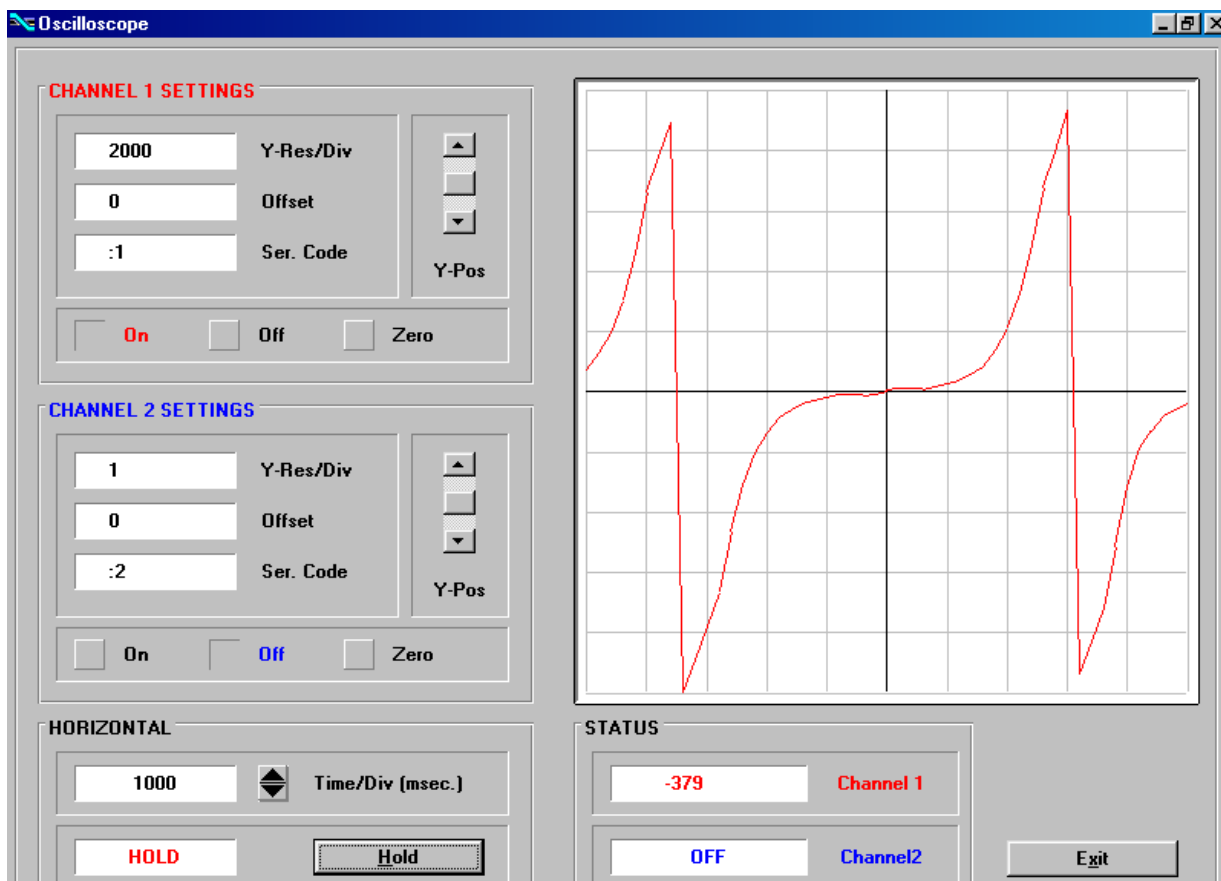 Oscilloscope
CHANNEL 1 SETTINGS
2000 Y-Res/Div
0 Offset
:1 Ser. Code
Y-Pos
On Off Zero
CHANNEL 2 SETTINGS
1 Y-Res/Div
0 Offset
:2 Ser. Code
Y-Pos
On Off Zero
HORIZONTAL
1000 Time/Div (msec.)
HOLD Hold
STATUS
-379 Channel 1
OFF Channel2
Exit